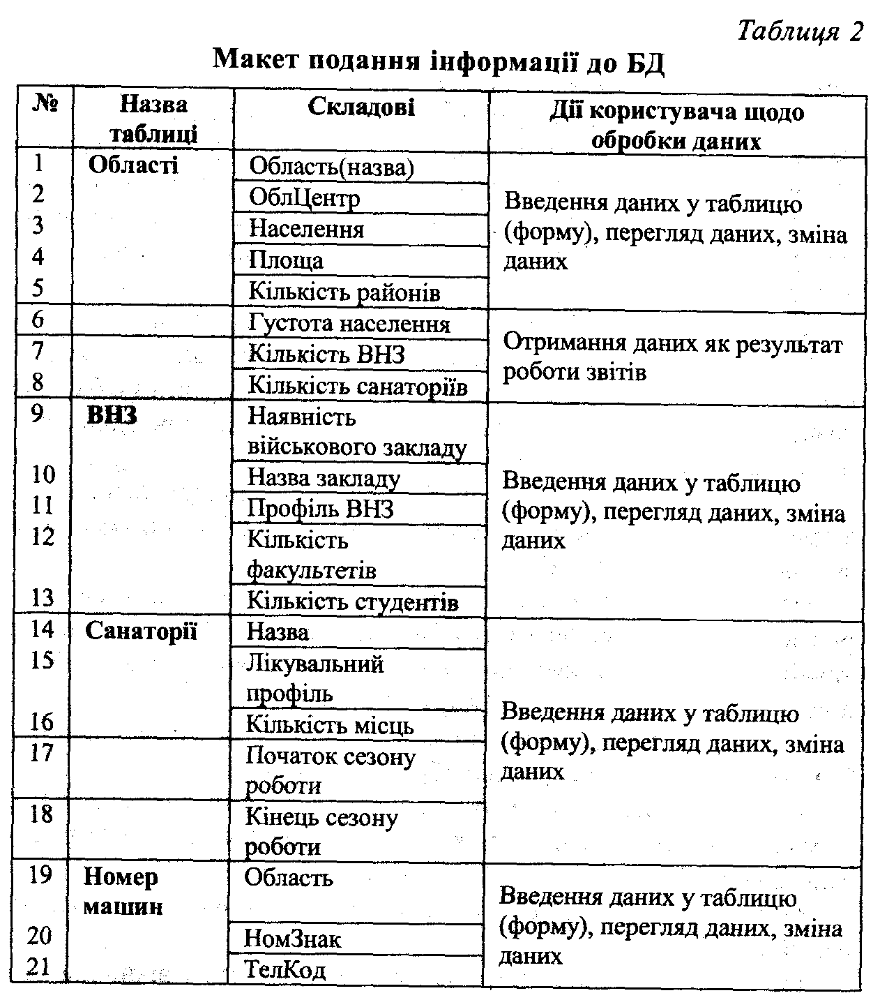 Таблиця 2
Макет подання інформації до БД
№
Назва
таблиці
Складові
Дії користувача щодо
обробки даних
1
Області
Область(назва)
Введення даних у таблицю
(форму), перегляд даних, зміна
даних
2
ОблЦентр
3
Населення
4
Площа
5
Кількість районів
6
Густота населення
Отримання даних як результат
роботи звітів
7
Кількість ВНЗ
8
Кількість санаторіїв
9
ВНЗ
Наявність
військового закладу
Введення даних у таблицю
(форму), перегляд даних, зміна
даних
10
Назва закладу
11
Профіль ВНЗ
12
Кількість
факультетів
13
Кількість студентів
14
Санаторії
Назва
Введення даних у таблицю
(форму), перегляд даних, зміна
даних
15
Лікувальний
профіль
16
Кількість місць
17
Початок сезону
роботи
18
Кінець сезону
роботи
19
Номер
машин
Область
Введення даних у таблицю
(форму), перегляд даних, зміна
даних
20
НомЗнак
21
ТелКод